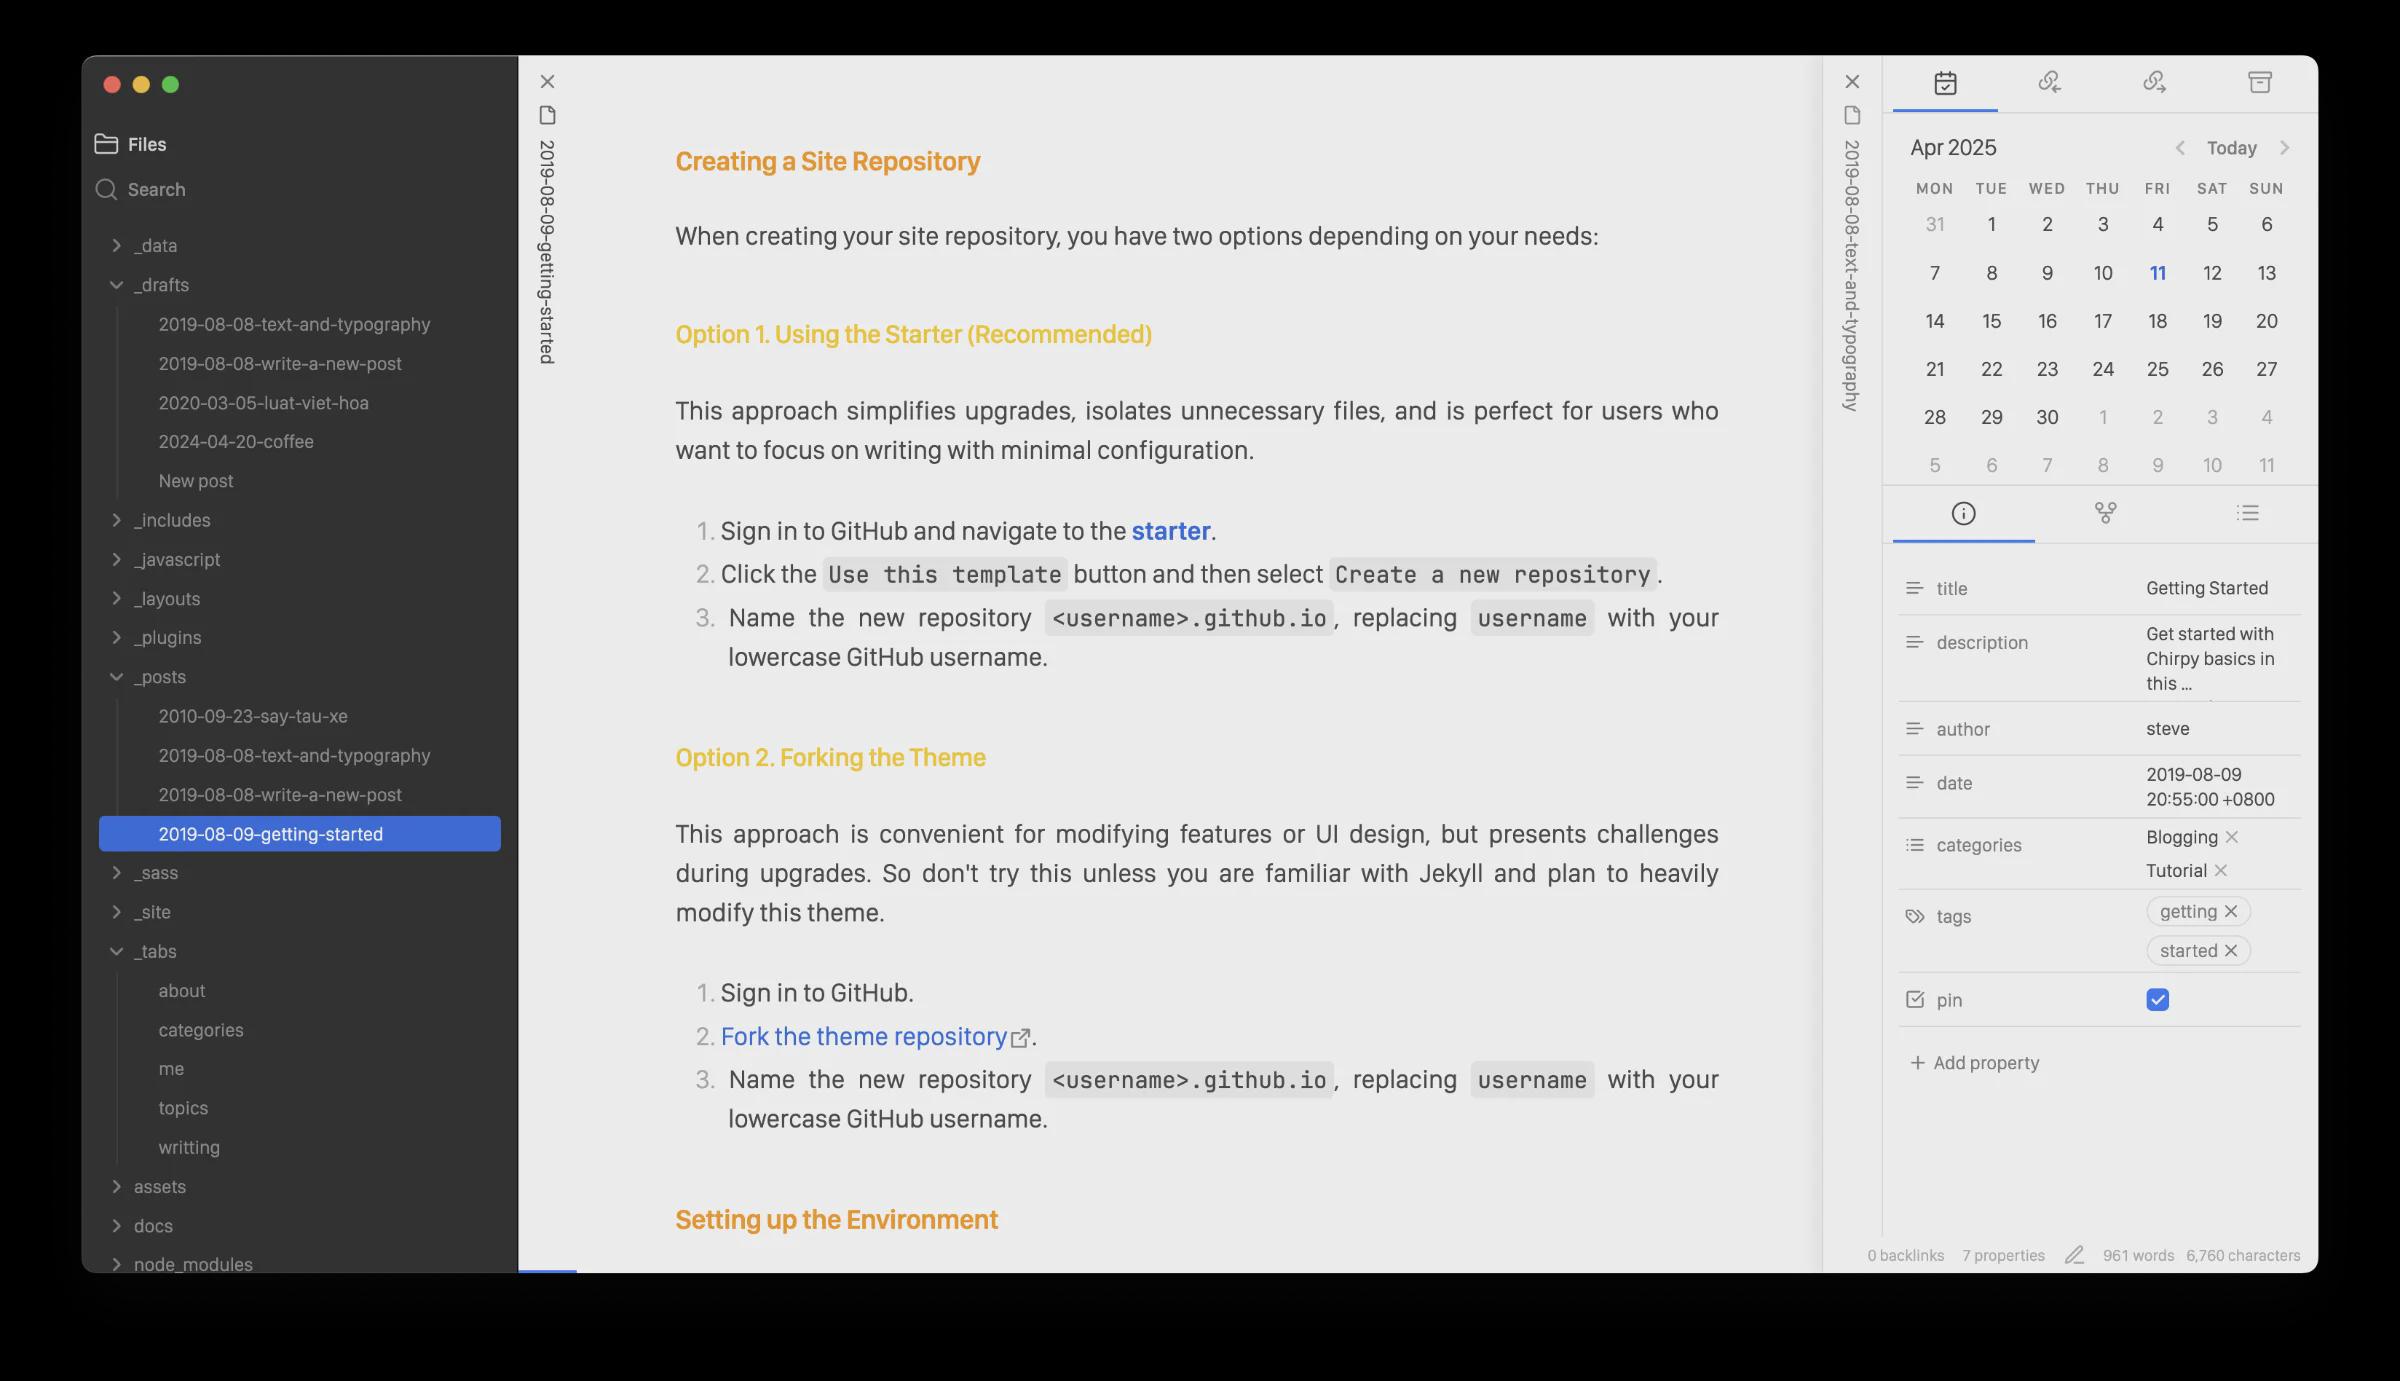 Files
Search
_data
_drafts
2019-08-08-text-and-typography
2019-08-08-write-a-new-post
2020-03-05-luat-viet-hoa
2024-04-20-coffee
New post
_includes
_javascript
_layouts
_plugins
_posts
2010-09-23-say-tau-xe
2019-08-08-text-and-typography
2019-08-08-write-a-new-post
2019-08-09-getting-started
_sass
_site
_tabs
about
categories
me
topics
writting
assets
docs
node_modules
2019-08-09-getting-started
Creating a Site Repository
When creating your site repository, you have two options depending on your needs:
Option 1. Using the Starter (Recommended)
This approach simplifies upgrades, isolates unnecessary files, and is perfect for users who
want to focus on writing with minimal configuration.
1. Sign in to GitHub and navigate to the starter.
2. Click the Use this template button and then select Create a new repository.
3. Name the new repository <username>.github.io, replacing username with your
lowercase GitHub username.
Option 2. Forking the Theme
This approach is convenient for modifying features or UI design, but presents challenges
during upgrades. So don't try this unless you are familiar with Jekyll and plan to heavily
modify this theme.
1. Sign in to GitHub.
2. Fork the theme repository.
3. Name the new repository <username>.github.io, replacing username with your
lowercase GitHub username.
Setting up the Environment
2019-08-08-text-and-typography
Apr 2025 Today
MON TUE WED THU FRI SAT SUN
31 1 2 3 4 5 6
7 8 9 10 11 12 13
14 15 16 17 18 19 20
21 22 23 24 25 26 27
28 29 30 1 2 3 4
5 6 7 8 9 10 11
title Getting Started
description Get started with
Chirpy basics in
this ...
author steve
date 2019-08-09
20:55:00 +0800
categories Blogging
Tutorial
tags getting
started
pin
+ Add property
0 backlinks 7 properties 961 words 6,760 characters